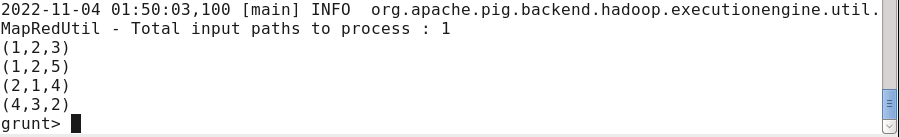 2022-11-04 01:50:03,100 [main] INFO  org.apache.pig.backend.hadoop.executionengine.util.
MapRedUtil - Total input paths to process : 1
(1,2,3)
(1,2,5)
(2,1,4)
(4,3,2)
grunt>